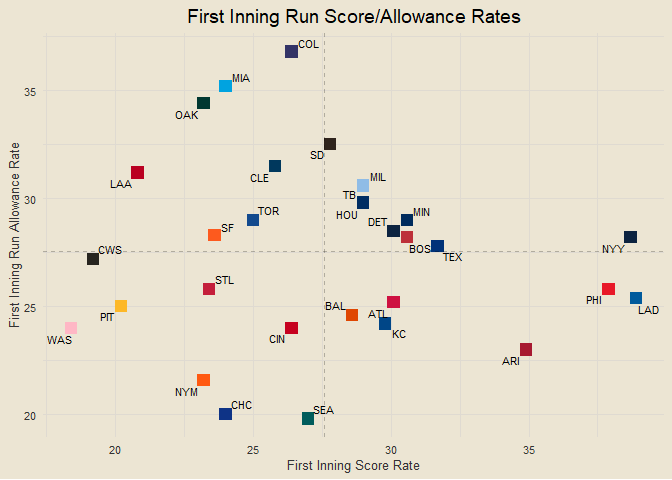 First Inning Run Score/Allowance Rates
COL
MIA
35
OAK
SD
CLE
LAA
MIL
30
TB
HOU
TOR
MIN
SF
DET
BOS
NYY
TEX
CWS
STL
PHI
LAD
25
PIT
BAL
ATL
KC
WAS
CIN
ARI
NYM
CHC
SEA
20
20
25
30
35
First Inning Score Rate
First Inning Run Allowance Rate